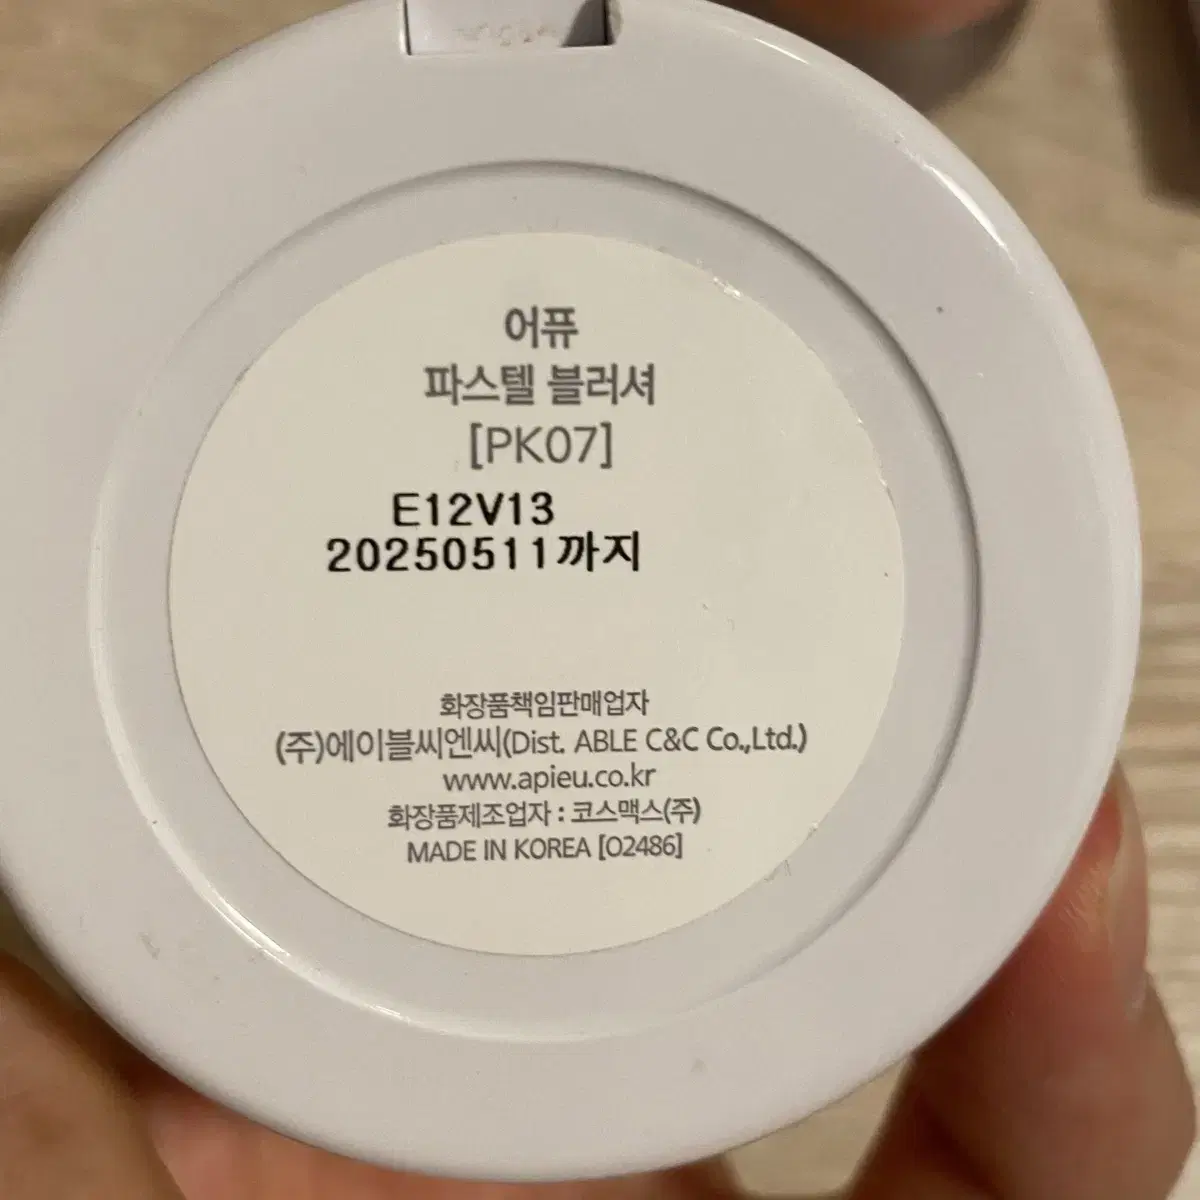 어퓨
파스텔 블러셔
[PK07]
E12V13
20250511까지
화장품책임판매업자
(주)에이블씨엔씨(Dist. ABLE C&C Co.,Ltd.)
www.apieu.co.kr
화장품제조업자 : 코스맥스(주)
MADE IN KOREA [O2486]